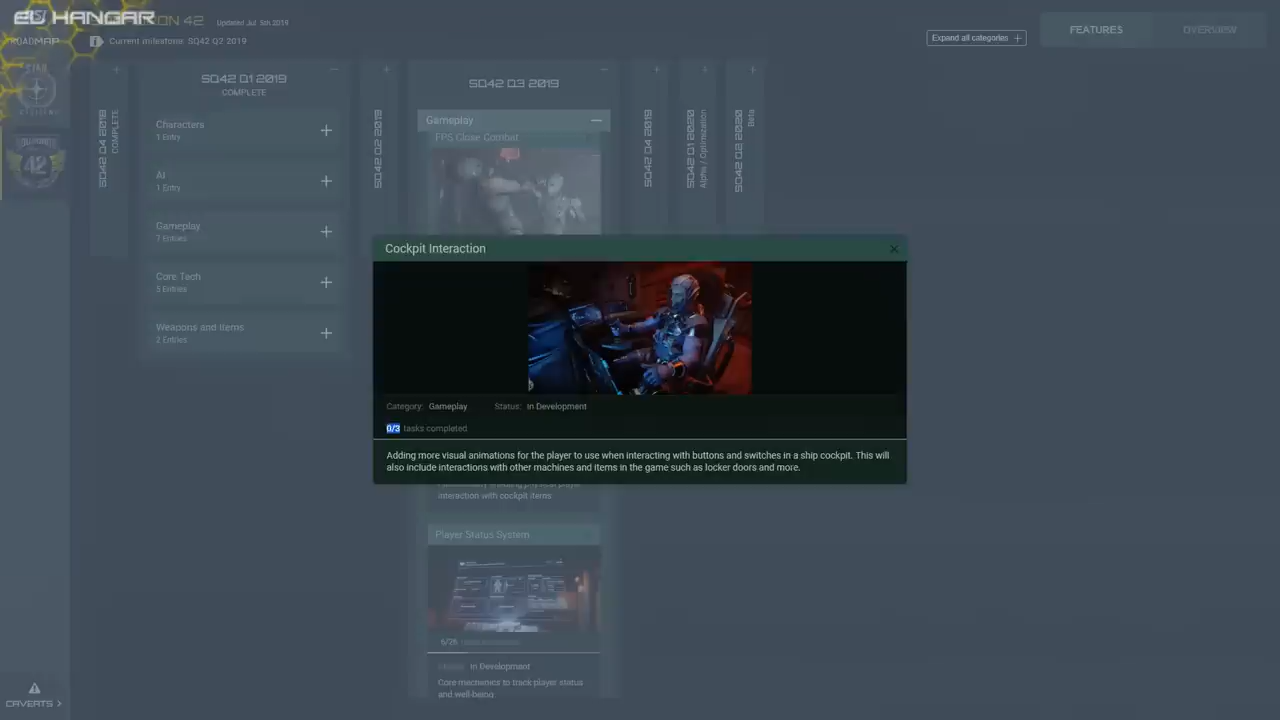 ED HANGAR
ON 42
Updated Jul 5th 2019
ROADMAP
Current milestone: SQ42 Q2 2019
Expand all categories +
FEATURES
OVERVIEW
SQ42 Q4 2018
COMPLETE
SQ42 Q1 2019
COMPLETE
Characters
1 Entry
AI
1 Entry
Gameplay
7 Entries
Core Tech
5 Entries
Weapons and Items
2 Entries
SQ42 Q2 2019
SQ42 Q3 2019
Gameplay
FPS Close Combat
SQ42 Q4 2019
SQ42 Q1 2020
Alpha / Optimization
SQ42 Q2 2020
Beta
42
Cockpit Interaction
Category: Gameplay Status: In Development
0/3 tasks completed
Adding more visual animations for the player to use when interacting with buttons and switches in a ship cockpit. This will
also include interactions with other machines and items in the game such as locker doors and more.
interaction with cockpit items
Player Status System
In Development
Core mechanics to track player status
and well-being
CAVEATS >